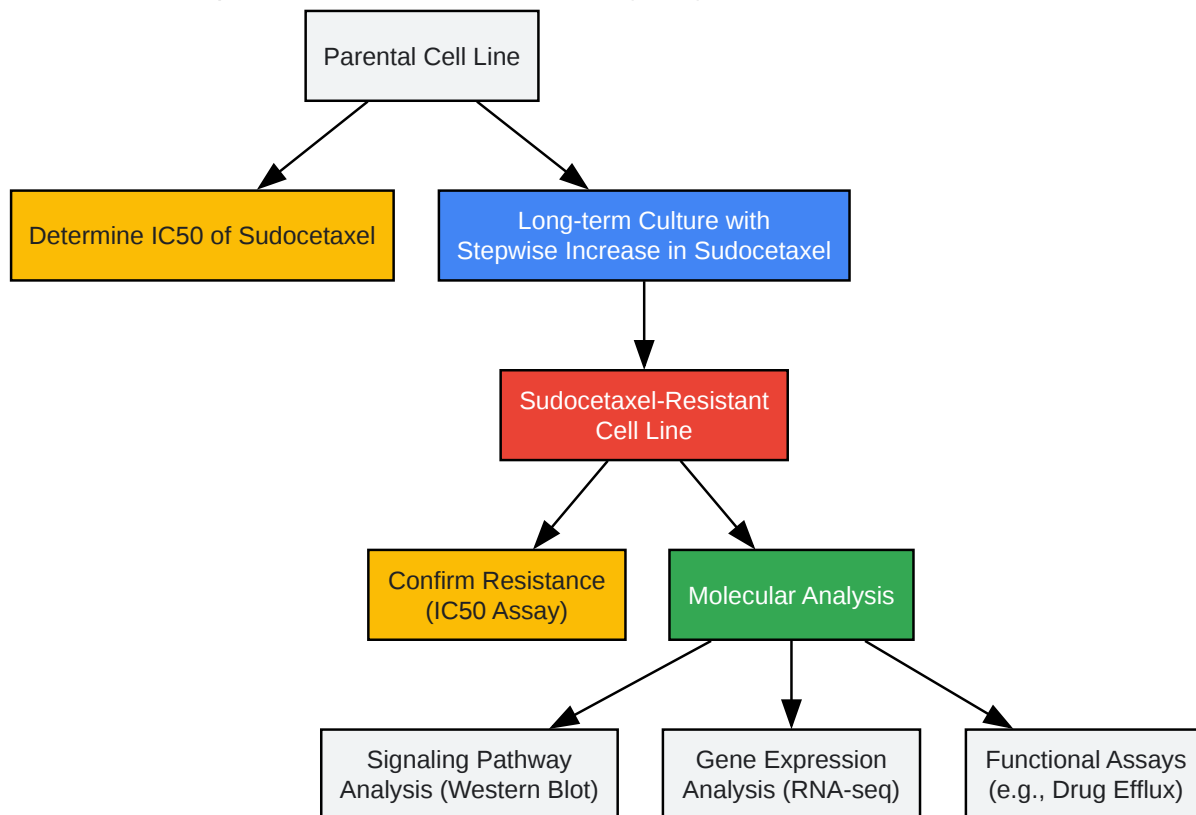 Parental Cell Line
Determine IC50 of Sudocetaxel
Long-term Culture with
Stepwise Increase in Sudocetaxel
Sudocetaxel-Resistant
Cell Line
Confirm Resistance
(IC50 Assay)
Molecular Analysis
Signaling Pathway
Analysis (Western Blot)
Gene Expression
Analysis (RNA-seq)
Functional Assays
(e.g., Drug Efflux)